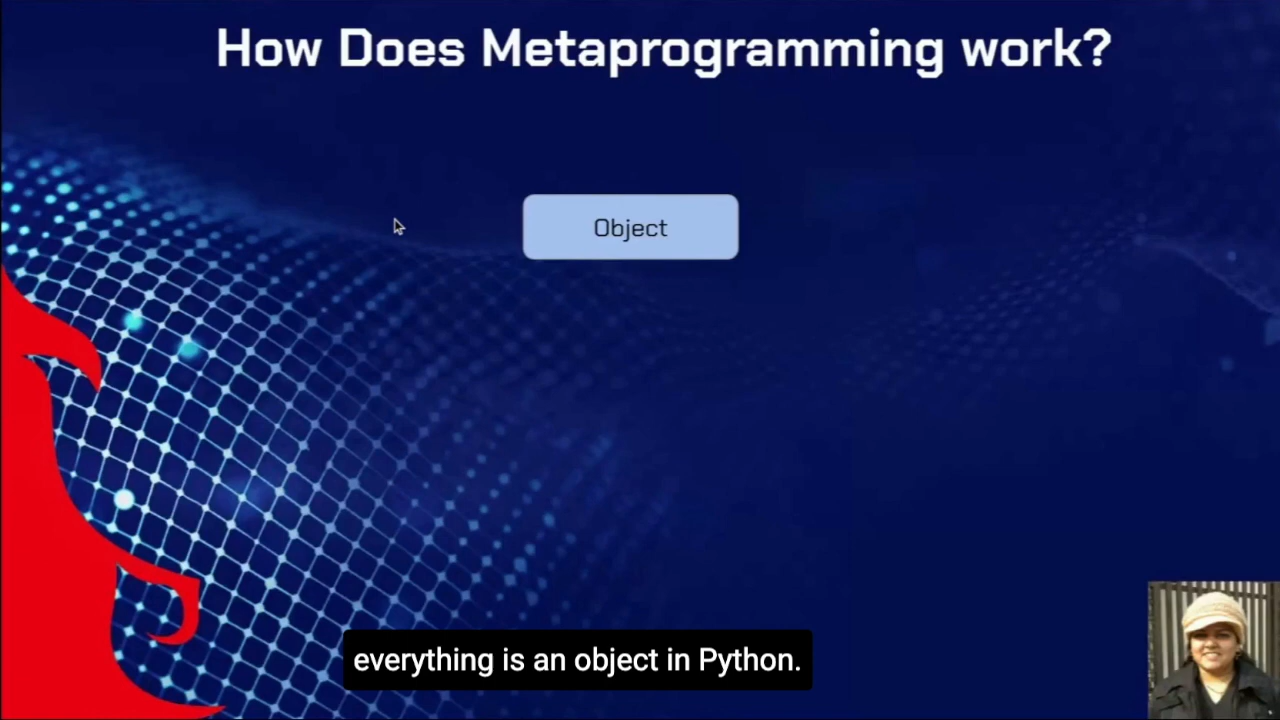 How Does Metaprogramming work?
Object
everything is an object in Python.